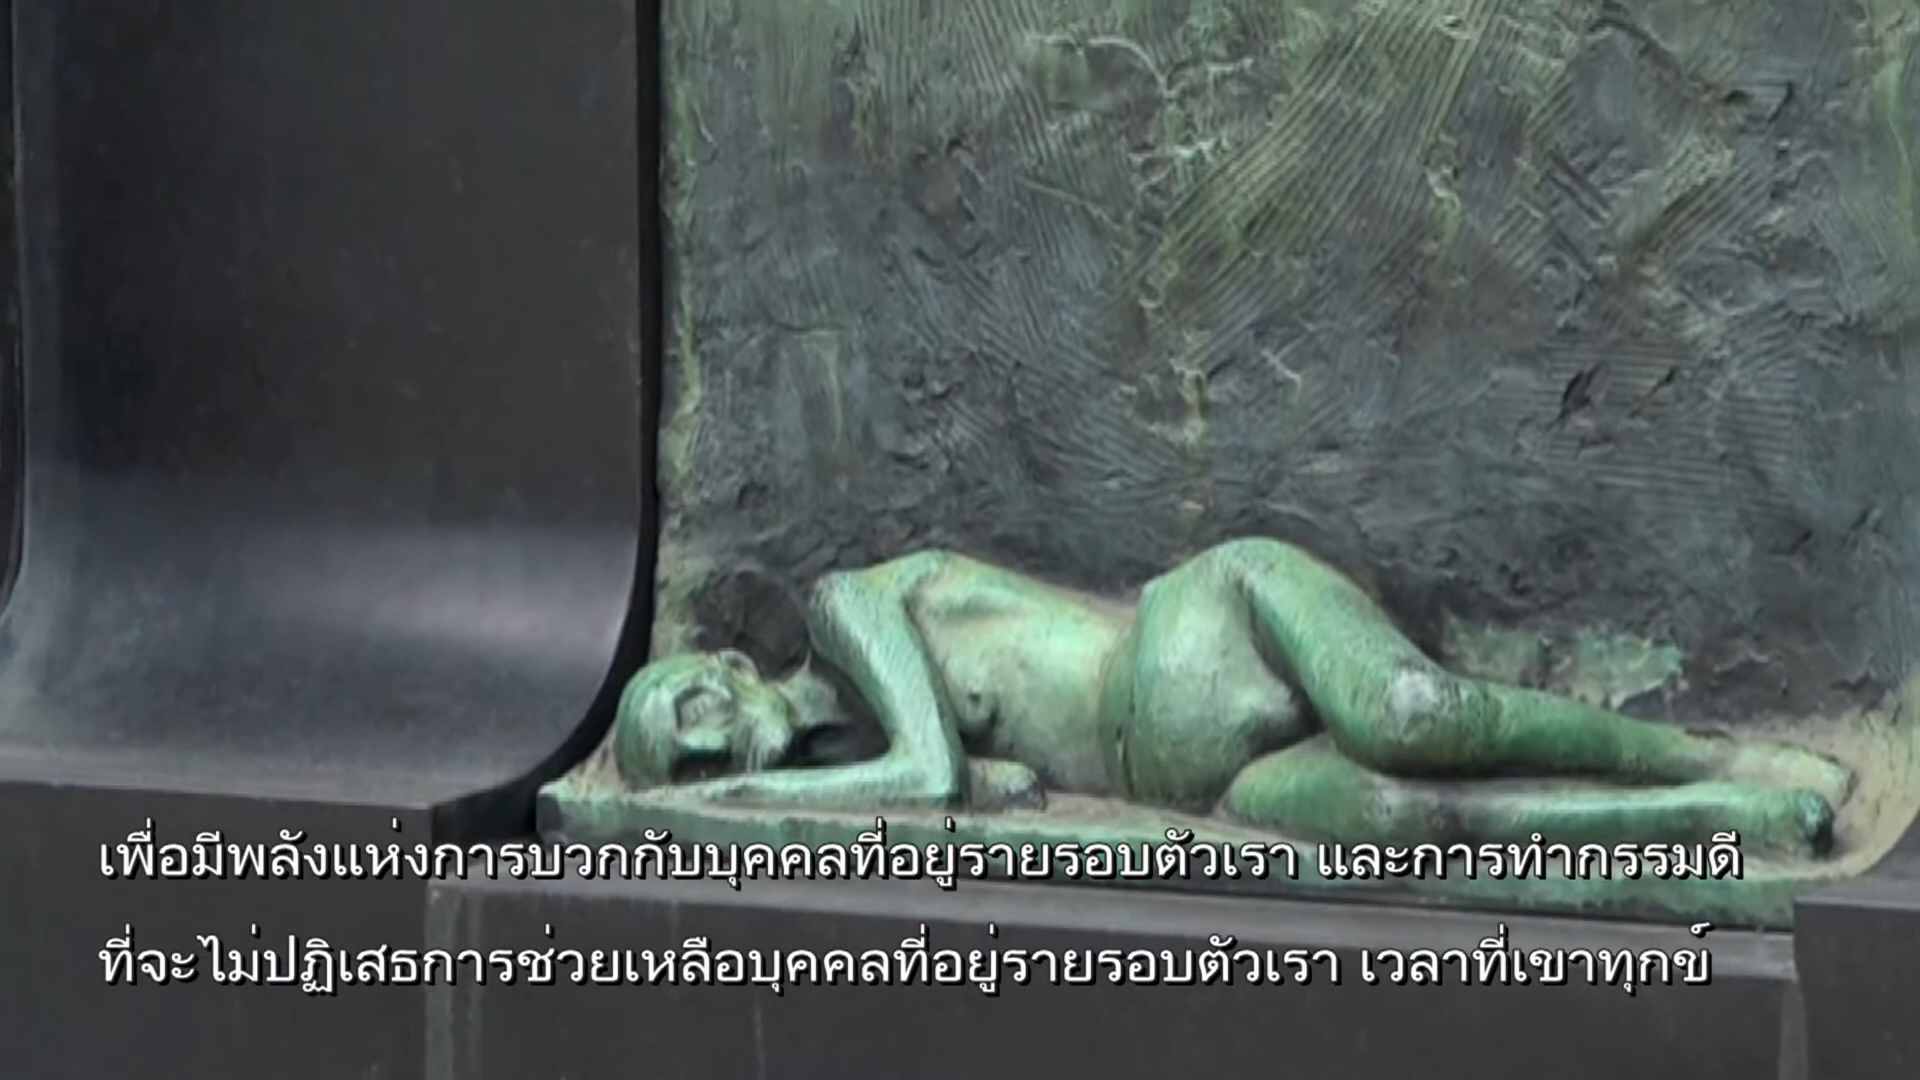 เพื่อมีพลังแห่งการบวกกับบุคคลที่อยู่รายรอบตัวเรา และการทำกรรมดี
ที่จะไม่ปฏิเสธการช่วยเหลือบุคคลที่อยู่รายรอบตัวเรา เวลาที่เขาทุกข์